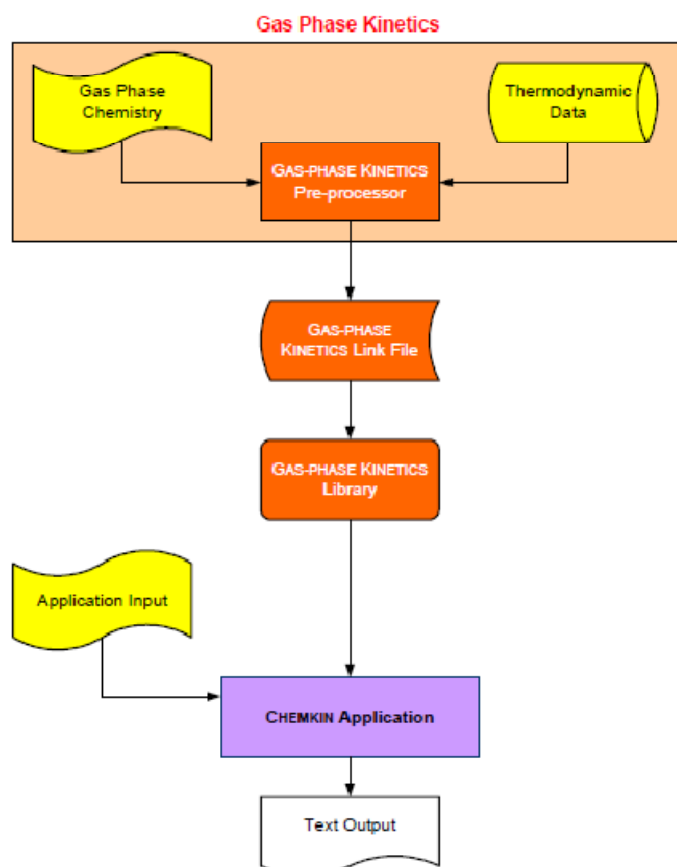 Gas Phase Kinetics
Gas Phase
Chemistry
Thermodynamic
Data
GAS-PHASE KINETICS
Pre-processor
GAS-PHASE
KINETICS Link File
GAS-PHASE KINETICS
Library
Application Input
CHEMKIN Application
Text Output